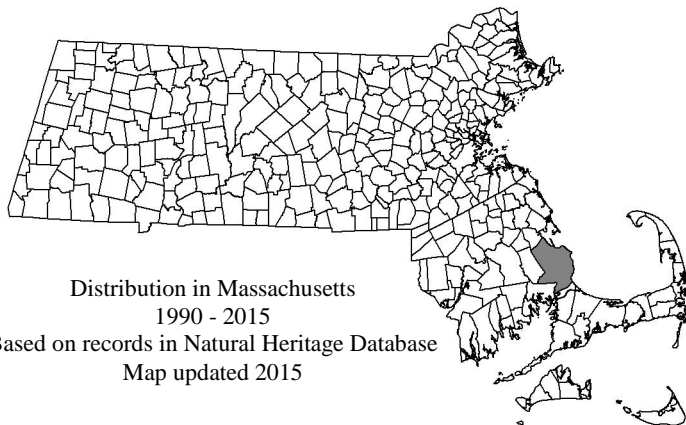 Distribution in Massachusetts
1990 - 2015
Based on records in Natural Heritage Database
Map updated 2015